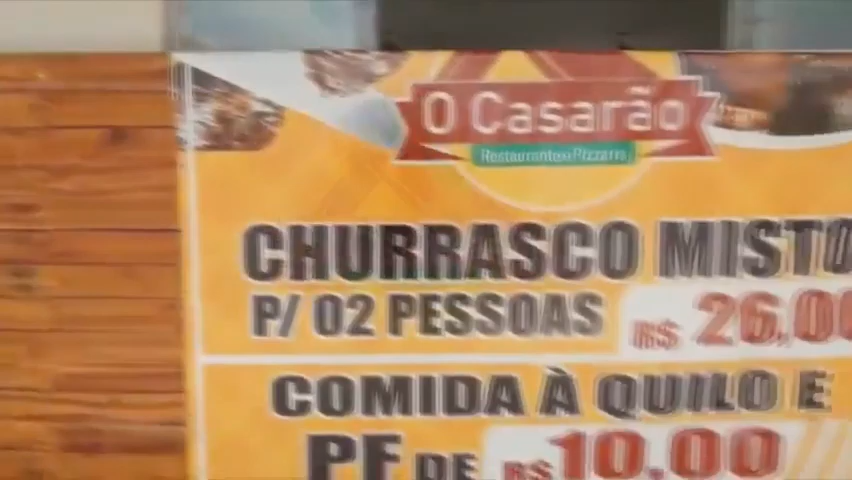 O Casarão
Restaurante e Pizzaria
CHURRASCO MISTO
P/ 02 PESSOAS R$ 26,00
COMIDA À QUILO E
PF DE R$ 10,00